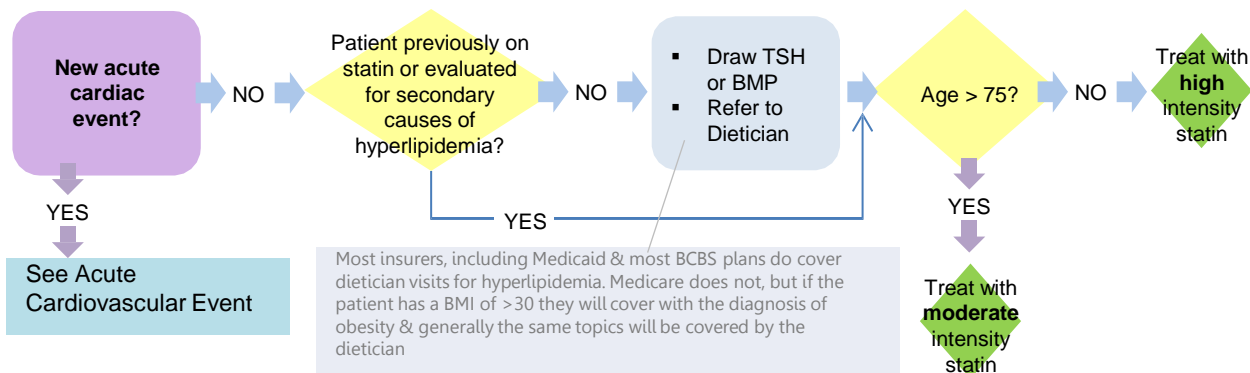 New acute
cardiac
event?
NO
Patient previously on
statin or evaluated
for secondary
causes of
hyperlipidemia?
NO
▪ Draw TSH
or BMP
▪ Refer to
Dietician
Age > 75?
NO
Treat with
high
intensity
statin
YES
YES
YES
See Acute
Cardiovascular Event
Most insurers, including Medicaid & most BCBS plans do cover
dietician visits for hyperlipidemia. Medicare does not, but if the
patient has a BMI of >30 they will cover with the diagnosis of
obesity & generally the same topics will be covered by the
dietician
Treat with
moderate
intensity
statin